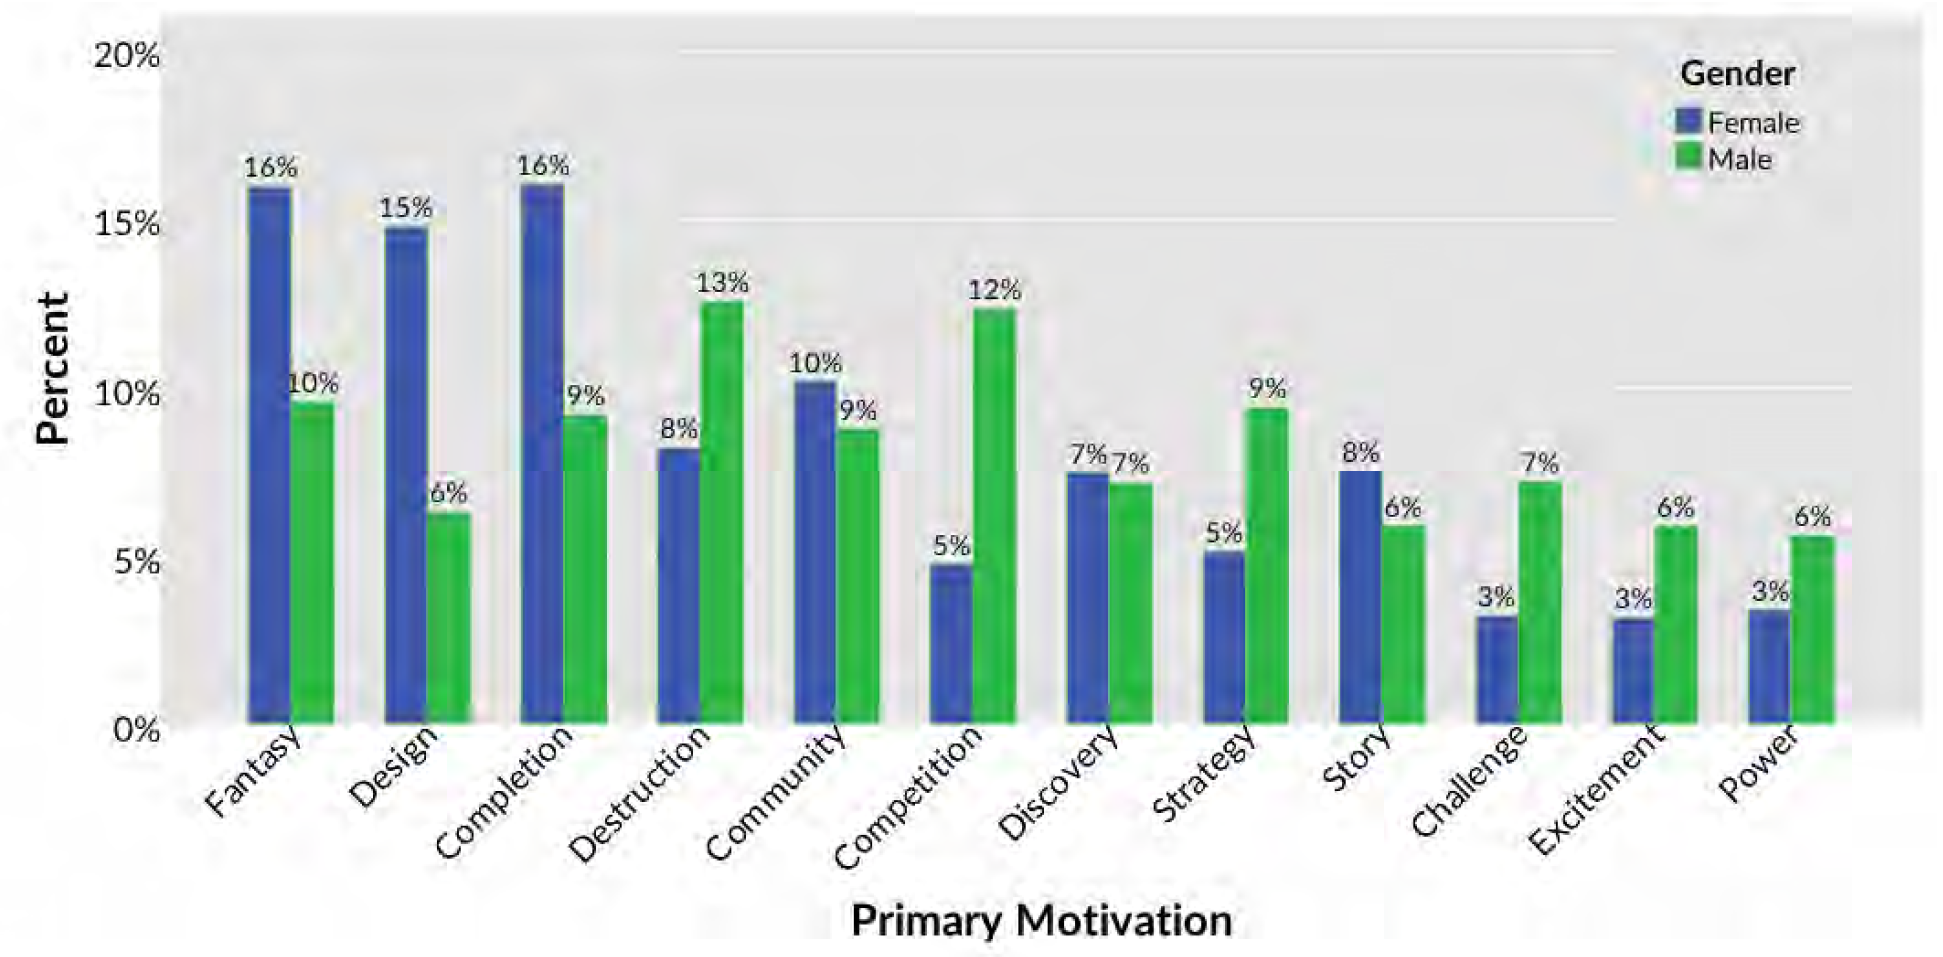 20%
15%
10%
5%
0%
Percent
Gender
Female
Male
16%
10%
15%
6%
16%
9%
8%
13%
10%
9%
5%
12%
7%
7%
5%
9%
8%
6%
3%
7%
3%
6%
3%
6%
Fantasy
Design
Completion
Destruction
Community
Competition
Discovery
Strategy
Story
Challenge
Excitement
Power
Primary Motivation